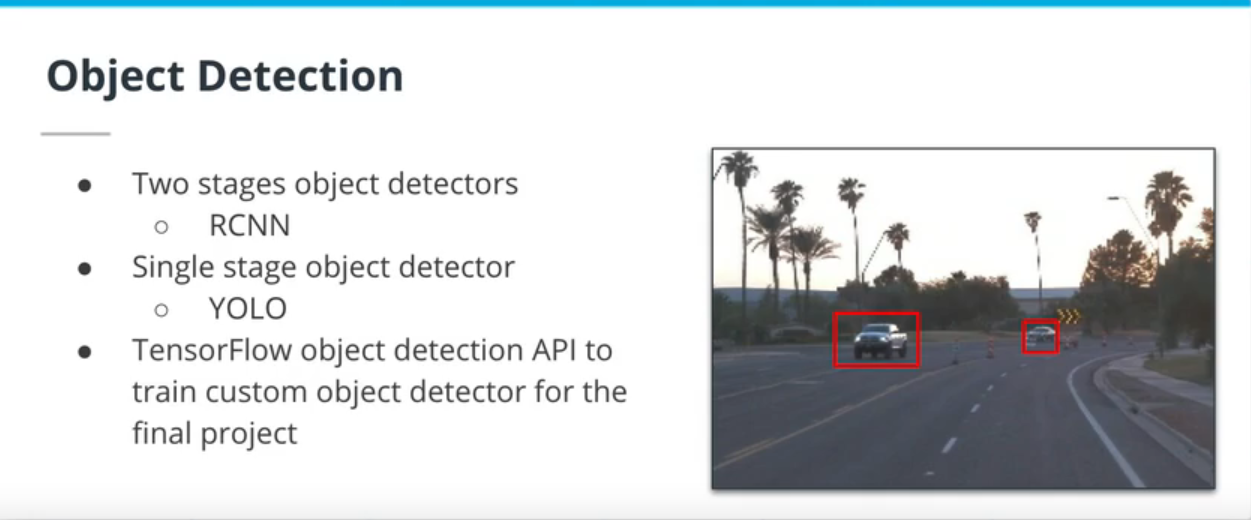 Object Detection
● Two stages object detectors
○ RCNN
● Single stage object detector
○ YOLO
● TensorFlow object detection API to
train custom object detector for the
final project